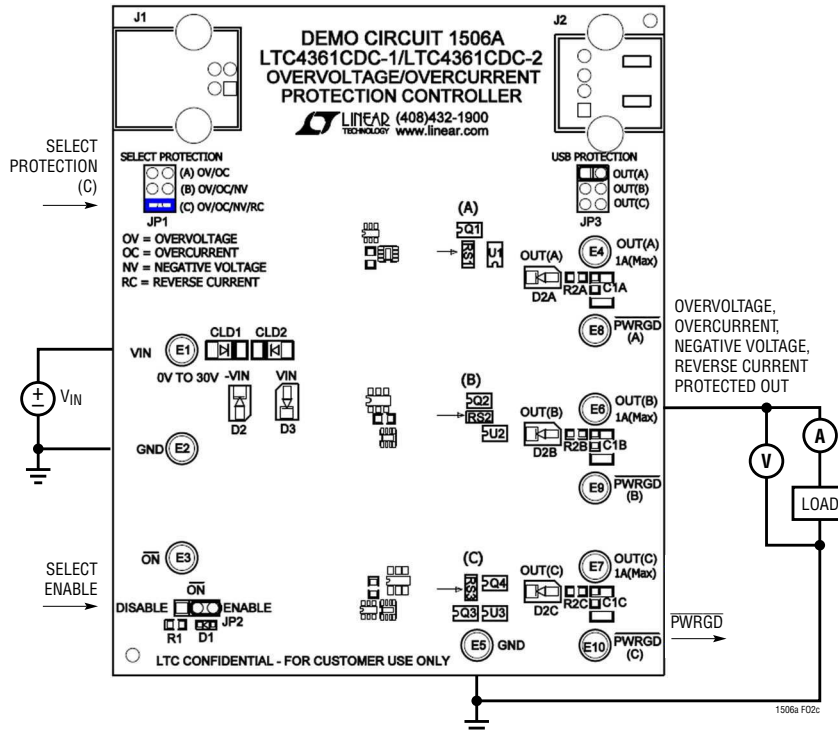 J1
J2
DEMO CIRCUIT 1506A
LTC4361CDC-1/LTC4361CDC-2
OVERVOLTAGE/OVERCURRENT
PROTECTION CONTROLLER
LINEAR TECHNOLOGY (408)432-1900
www.linear.com
SELECT
PROTECTION
(C)
SELECT PROTECTION
(A) OV/OC
(B) OV/OC/NV
(C) OV/OC/NV/RC
JP1
OV = OVERVOLTAGE
OC = OVERCURRENT
NV = NEGATIVE VOLTAGE
RC = REVERSE CURRENT
USB PROTECTION
OUT(A)
OUT(B)
OUT(C)
JP3
(A)
Q1
RS1
U1
OUT(A)
D2A
R2A
C1A
E4
OUT(A)
1A(Max)
E8
PWRGD
(A)
VIN
E1
CLD1
CLD2
0V TO 30V
-VIN
VIN
D2
D3
GND
E2
VIN
+
−
(B)
Q2
RS2
U2
OUT(B)
D2B
R2B
C1B
E6
OUT(B)
1A(Max)
E9
PWRGD
(B)
OVERVOLTAGE,
OVERCURRENT,
NEGATIVE VOLTAGE,
REVERSE CURRENT
PROTECTED OUT
V
A
LOAD
ON
E3
SELECT
ENABLE
ON
DISABLE
ENABLE
JP2
R1
D1
(C)
RS3
Q4
Q3
U3
OUT(C)
D2C
R2C
C1C
E7
OUT(C)
1A(Max)
E5
GND
E10
PWRGD
(C)
PWRGD
LTC CONFIDENTIAL - FOR CUSTOMER USE ONLY
1506a F02c